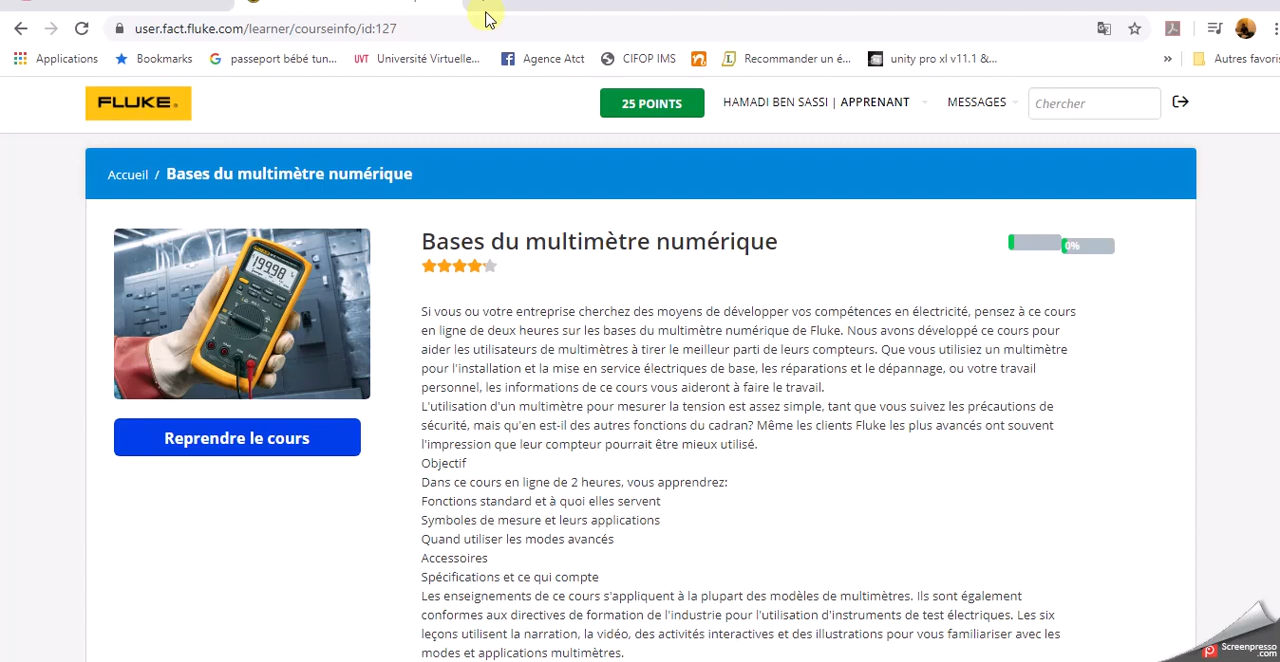 user.fact.fluke.com/learner/courseinfo/id:127
Applications Bookmarks passeport bébé tun... UVT Université Virtuelle... Agence Atct CIFOP IMS Recommander un é... unity pro xl v11.1 &... » Autres favoris
FLUKE® 25 POINTS HAMADI BEN SASSI | APPRENANT MESSAGES Chercher
Accueil / Bases du multimètre numérique
19.998
Reprendre le cours
Bases du multimètre numérique
0%
Si vous ou votre entreprise cherchez des moyens de développer vos compétences en électricité, pensez à ce cours
en ligne de deux heures sur les bases du multimètre numérique de Fluke. Nous avons développé ce cours pour
aider les utilisateurs de multimètres à tirer le meilleur parti de leurs compteurs. Que vous utilisiez un multimètre
pour l'installation et la mise en service électriques de base, les réparations et le dépannage, ou votre travail
personnel, les informations de ce cours vous aideront à faire le travail.
L'utilisation d'un multimètre pour mesurer la tension est assez simple, tant que vous suivez les précautions de
sécurité, mais qu'en est-il des autres fonctions du cadran? Même les clients Fluke les plus avancés ont souvent
l'impression que leur compteur pourrait être mieux utilisé.
Objectif
Dans ce cours en ligne de 2 heures, vous apprendrez:
Fonctions standard et à quoi elles servent
Symboles de mesure et leurs applications
Quand utiliser les modes avancés
Accessoires
Spécifications et ce qui compte
Les enseignements de ce cours s'appliquent à la plupart des modèles de multimètres. Ils sont également
conformes aux directives de formation de l'industrie pour l'utilisation d'instruments de test électriques. Les six
leçons utilisent la narration, la vidéo, des activités interactives et des illustrations pour vous familiariser avec les
modes et applications multimètres.
Screenpresso
.com